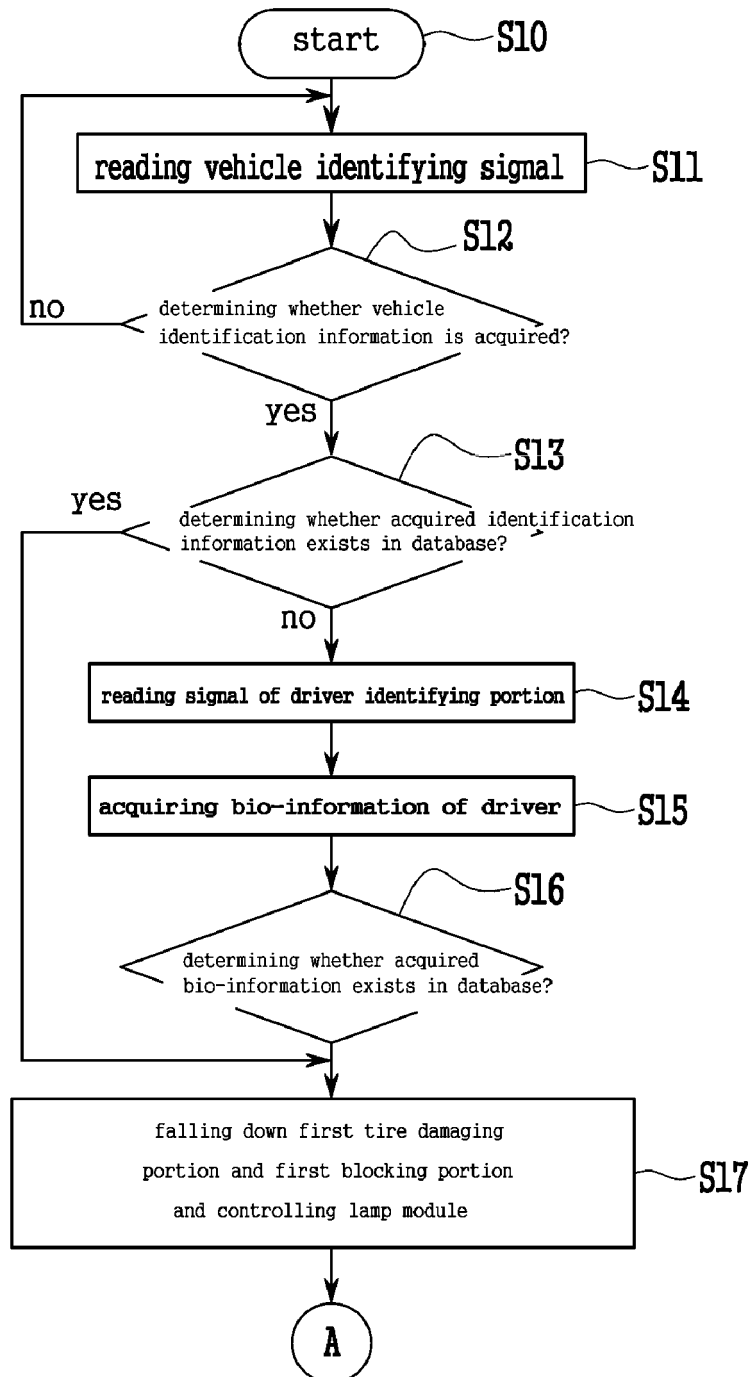 start
S10
reading vehicle identifying signal
S11
S12
no
determining whether vehicle
identification information is acquired?
yes
S13
yes
determining whether acquired identification
information exists in database?
no
reading signal of driver identifying portion
S14
acquiring bio-information of driver
S15
S16
determining whether acquired
bio-information exists in database?
falling down first tire damaging
portion and first blocking portion
and controlling lamp module
S17
A